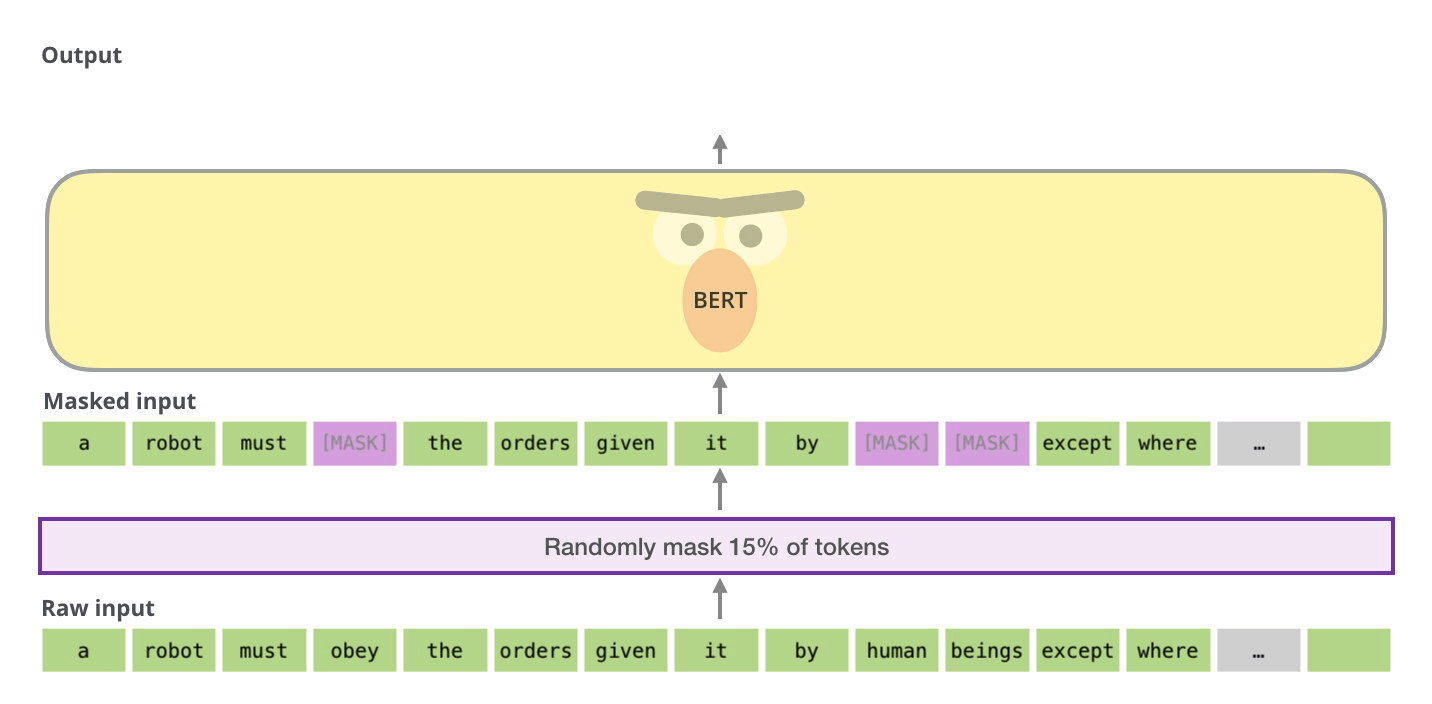 Output
BERT
Masked input
a robot must [MASK] the orders given it by [MASK] [MASK] except where …
Randomly mask 15% of tokens
Raw input
a robot must obey the orders given it by human beings except where …